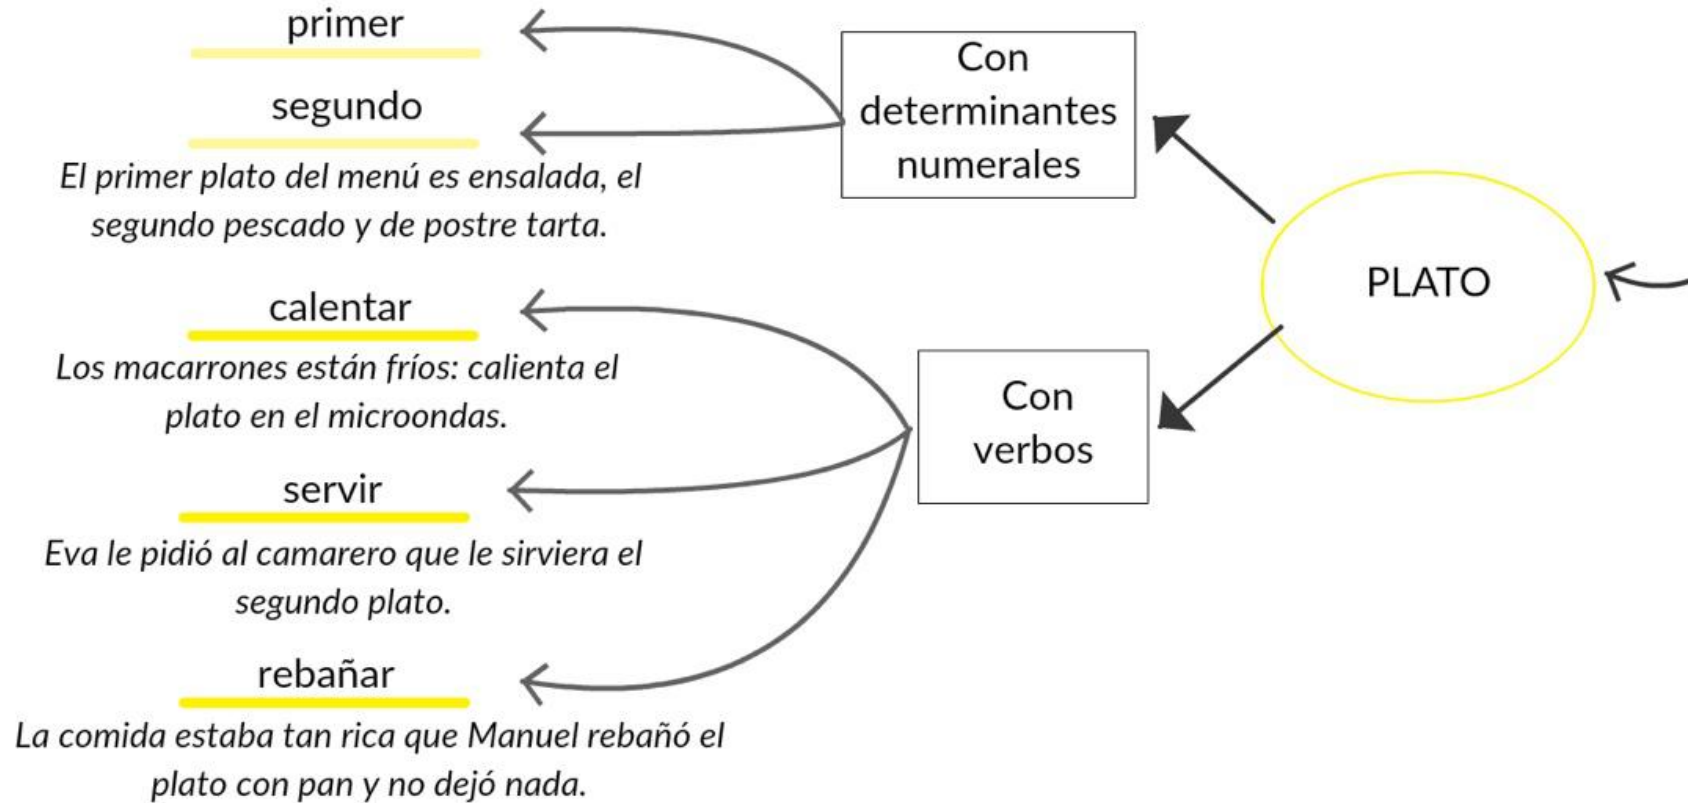 primer
segundo
El primer plato del menú es ensalada, el
segundo pescado y de postre tarta.
Con
determinantes
numerales
PLATO
calentar
Los macarrones están fríos: calienta el
plato en el microondas.
servir
Eva le pidió al camarero que le sirviera el
segundo plato.
rebañar
La comida estaba tan rica que Manuel rebañó el
plato con pan y no dejó nada.
Con
verbos